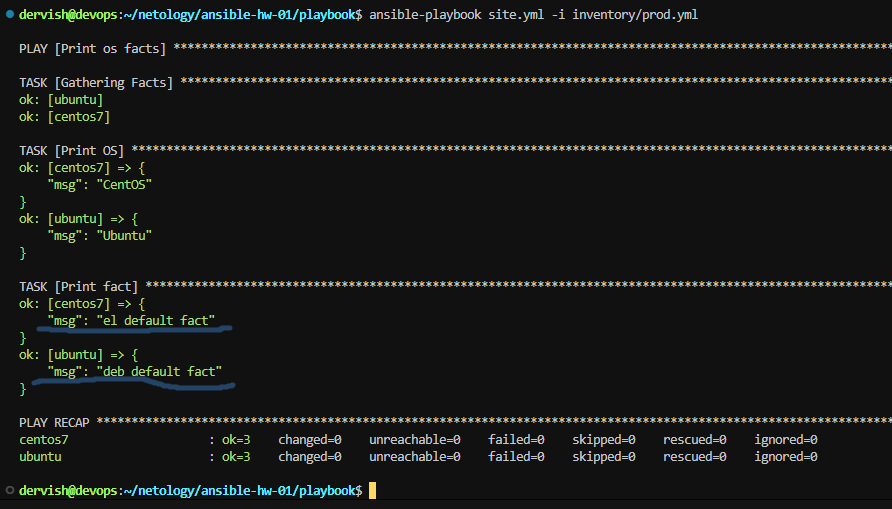 dervish@devops:~/netology/ansible-hw-01/playbook$ ansible-playbook site.yml -i inventory/prod.yml
PLAY [Print os facts] ******************************************************************************************************
TASK [Gathering Facts] *****************************************************************************************************
ok: [ubuntu]
ok: [centos7]
TASK [Print OS] ************************************************************************************************************
ok: [centos7] => {
    "msg": "CentOS"
}
ok: [ubuntu] => {
    "msg": "Ubuntu"
}
TASK [Print fact] **********************************************************************************************************
ok: [centos7] => {
    "msg": "el default fact"
}
ok: [ubuntu] => {
    "msg": "deb default fact"
}
PLAY RECAP *****************************************************************************************************************
centos7                    : ok=3    changed=0    unreachable=0    failed=0    skipped=0    rescued=0    ignored=0
ubuntu                     : ok=3    changed=0    unreachable=0    failed=0    skipped=0    rescued=0    ignored=0
dervish@devops:~/netology/ansible-hw-01/playbook$